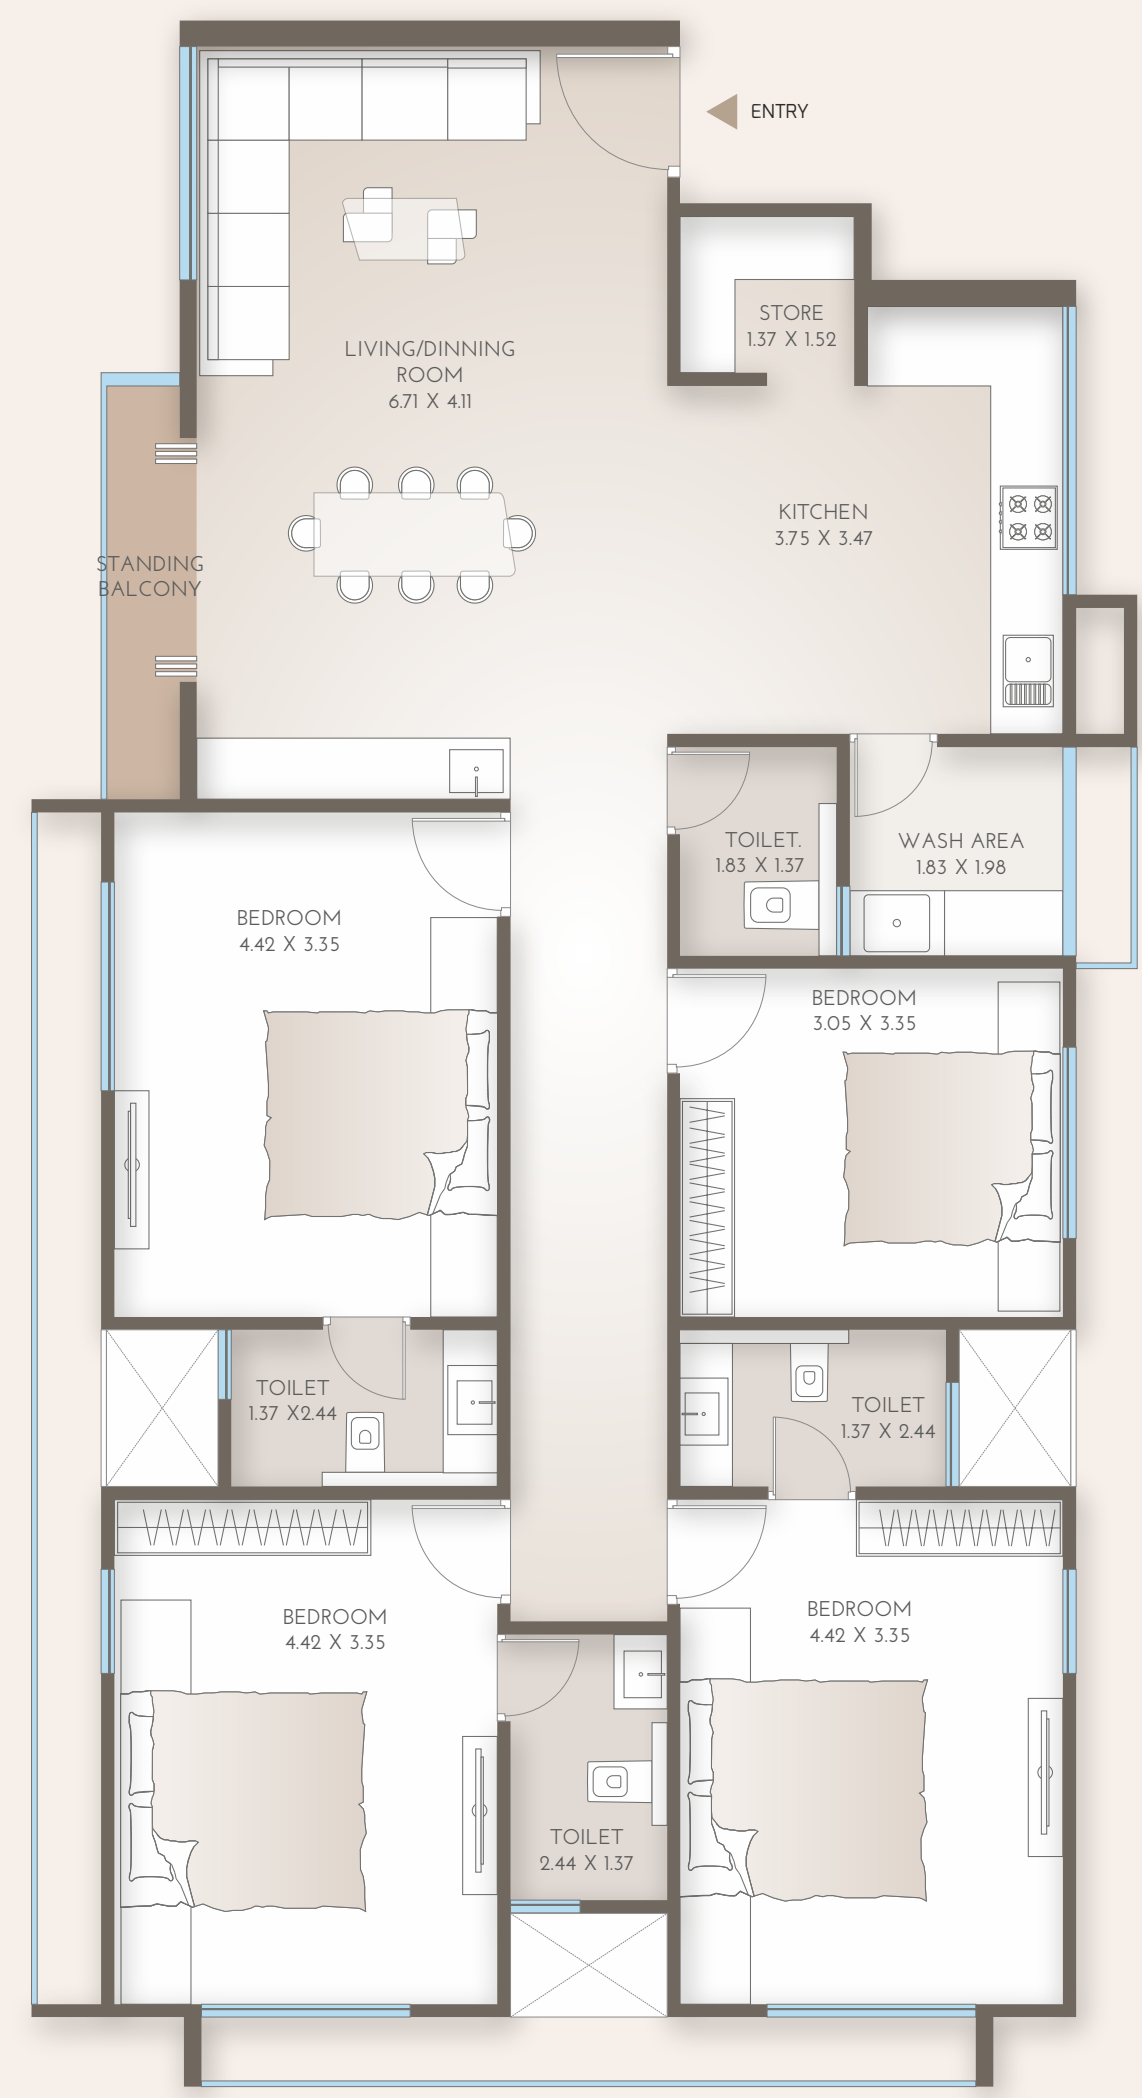 ENTRY
STORE
1.37 X 1.52
LIVING/DINNING
ROOM
6.71 X 4.11
KITCHEN
3.75 X 3.47
STANDING
BALCONY
TOILET.
1.83 X 1.37
WASH AREA
1.83 X 1.98
BEDROOM
4.42 X 3.35
BEDROOM
3.05 X 3.35
TOILET
1.37 X2.44
TOILET
1.37 X 2.44
BEDROOM
4.42 X 3.35
BEDROOM
4.42 X 3.35
TOILET
2.44 X 1.37